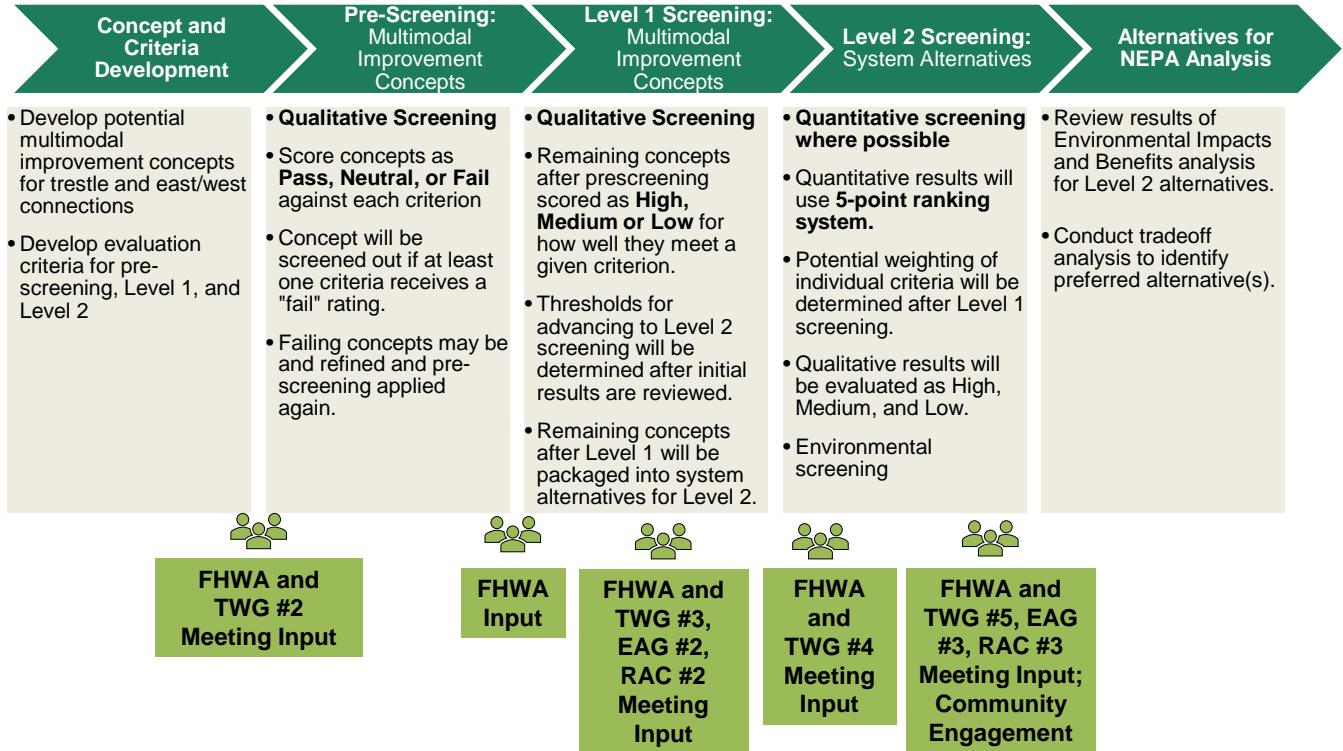 Concept and
Criteria
Development
Pre-Screening:
Multimodal
Improvement
Concepts
Level 1 Screening:
Multimodal
Improvement
Concepts
Level 2 Screening:
System Alternatives
Alternatives for
NEPA Analysis
• Develop potential
multimodal
improvement concepts
for trestle and east/west
connections
• Develop evaluation
criteria for pre-
screening, Level 1, and
Level 2
• Qualitative Screening
• Score concepts as
Pass, Neutral, or Fail
against each criterion
• Concept will be
screened out if at least
one criteria receives a
"fail" rating.
• Failing concepts may be
and refined and pre-
screening applied
again.
• Qualitative Screening
• Remaining concepts
after prescreening
scored as High,
Medium or Low for
how well they meet a
given criterion.
• Thresholds for
advancing to Level 2
screening will be
determined after initial
results are reviewed.
• Remaining concepts
after Level 1 will be
packaged into system
alternatives for Level 2.
• Quantitative screening
where possible
• Quantitative results will
use 5-point ranking
system.
• Potential weighting of
individual criteria will be
determined after Level 1
screening.
• Qualitative results will
be evaluated as High,
Medium, and Low.
• Environmental
screening
• Review results of
Environmental Impacts
and Benefits analysis
for Level 2 alternatives.
• Conduct tradeoff
analysis to identify
preferred alternative(s).
FHWA and
TWG #2
Meeting Input
FHWA
Input
FHWA and
TWG #3,
EAG #2,
RAC #2
Meeting
Input
FHWA
and
TWG #4
Meeting
Input
FHWA and
TWG #5, EAG
#3, RAC #3
Meeting Input;
Community
Engagement